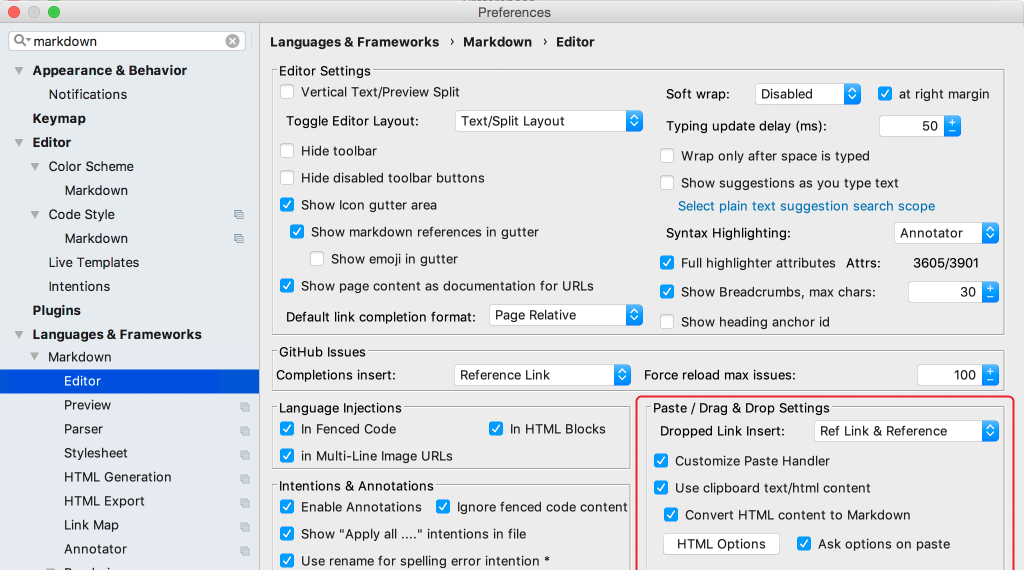 Preferences
markdown
Appearance & Behavior
Notifications
Keymap
Editor
Color Scheme
Markdown
Code Style
Markdown
Live Templates
Intentions
Plugins
Languages & Frameworks
Markdown
Editor
Preview
Parser
Stylesheet
HTML Generation
HTML Export
Link Map
Annotator
Languages & Frameworks › Markdown › Editor
Editor Settings
Vertical Text/Preview Split
Toggle Editor Layout: Text/Split Layout
Hide toolbar
Hide disabled toolbar buttons
Show Icon gutter area
Show markdown references in gutter
Show emoji in gutter
Show page content as documentation for URLs
Default link completion format: Page Relative
Soft wrap: Disabled at right margin
Typing update delay (ms): 50
Wrap only after space is typed
Show suggestions as you type text
Select plain text suggestion search scope
Syntax Highlighting: Annotator
Full highlighter attributes Attrs: 3605/3901
Show Breadcrumbs, max chars: 30
Show heading anchor id
GitHub Issues
Completions insert: Reference Link Force reload max issues: 100
Language Injections
In Fenced Code In HTML Blocks
in Multi-Line Image URLs
Intentions & Annotations
Enable Annotations Ignore fenced code content
Show "Apply all ...." intentions in file
Use rename for spelling error intention *
Paste / Drag & Drop Settings
Dropped Link Insert: Ref Link & Reference
Customize Paste Handler
Use clipboard text/html content
Convert HTML content to Markdown
HTML Options Ask options on paste